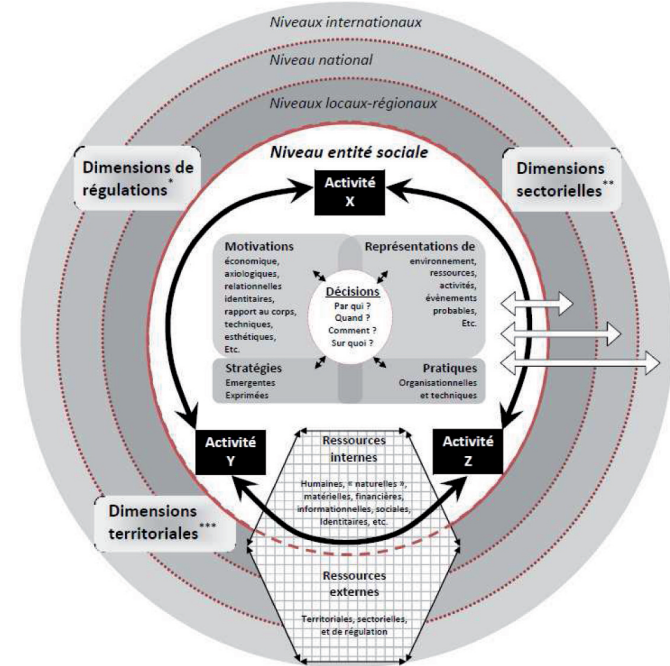 Niveaux internationaux
Niveau national
Niveaux locaux-régionaux
Niveau entité sociale
Dimensions de
régulations*
Dimensions
sectorielles**
Activité
X
Motivations
économique,
axiologiques,
relationnelles
identitaires,
rapport au corps,
techniques,
esthétiques,
Etc.
Représentations de
environnement,
ressources,
activités,
évènements
probables,
Etc.
Décisions
Par qui ?
Quand ?
Comment ?
Sur quoi ?
Stratégies
Emergentes
Exprimées
Pratiques
Organisationnelles
et techniques
Activité
Y
Activité
Z
Ressources
internes
Humaines, « naturelles »,
matérielles, financières,
informationnelles, sociales,
Identitaires, etc.
Dimensions
territoriales***
Ressources
externes
Territoriales, sectorielles,
et de régulation